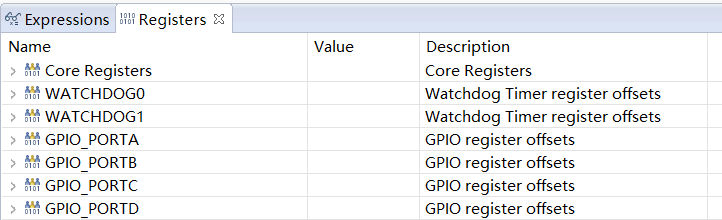 Expressions Registers
Name Value Description
Core Registers Core Registers
WATCHDOG0 Watchdog Timer register offsets
WATCHDOG1 Watchdog Timer register offsets
GPIO_PORTA GPIO register offsets
GPIO_PORTB GPIO register offsets
GPIO_PORTC GPIO register offsets
GPIO_PORTD GPIO register offsets